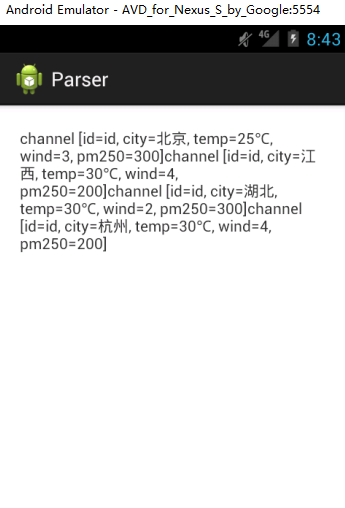 Android Emulator - AVD_for_Nexus_S_by_Google:5554
4G 8:43
Parser
channel [id=id, city=北京, temp=25℃,
wind=3, pm250=300]channel [id=id, city=江
西, temp=30℃, wind=4,
pm250=200]channel [id=id, city=湖北,
temp=30℃, wind=2, pm250=300]channel
[id=id, city=杭州, temp=30℃, wind=4,
pm250=200]